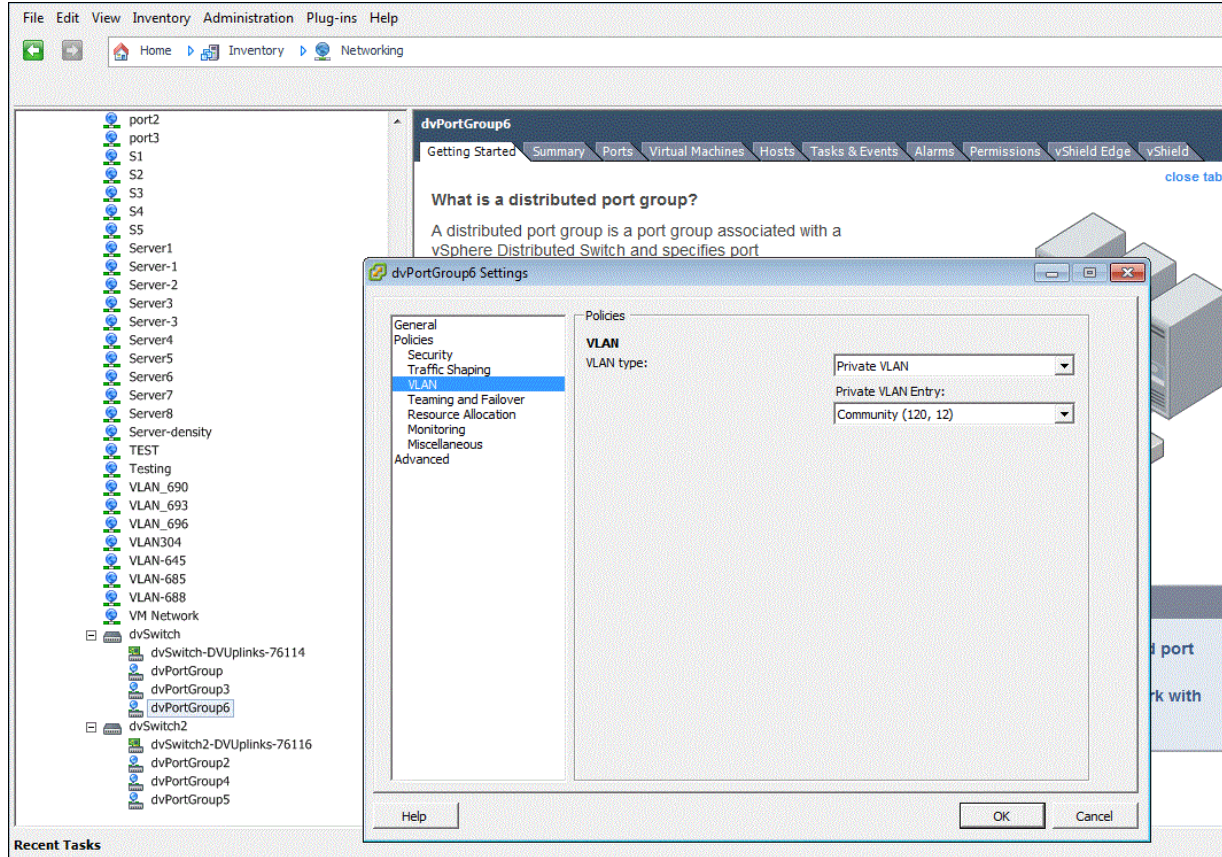 File Edit View Inventory Administration Plug-ins Help
Home Inventory Networking
port2
port3
S1
S2
S3
S4
S5
Server1
Server-1
Server-2
Server3
Server-3
Server4
Server5
Server6
Server7
Server8
Server-density
TEST
Testing
VLAN_690
VLAN_693
VLAN_696
VLAN304
VLAN-645
VLAN-685
VLAN-688
VM Network
dvSwitch
dvSwitch-DVUplinks-76114
dvPortGroup
dvPortGroup3
dvPortGroup6
dvSwitch2
dvSwitch2-DVUplinks-76116
dvPortGroup2
dvPortGroup4
dvPortGroup5
dvPortGroup6
Getting Started Summary Ports Virtual Machines Hosts Tasks & Events Alarms Permissions vShield Edge vShield
close tab
What is a distributed port group?
A distributed port group is a port group associated with a
vSphere Distributed Switch and specifies port
dvPortGroup6 Settings
General
Policies
Security
Traffic Shaping
VLAN
Teaming and Failover
Resource Allocation
Monitoring
Miscellaneous
Advanced
Policies
VLAN
VLAN type:
Private VLAN
Private VLAN Entry:
Community (120, 12)
Help
OK
Cancel
port
rk with
Recent Tasks